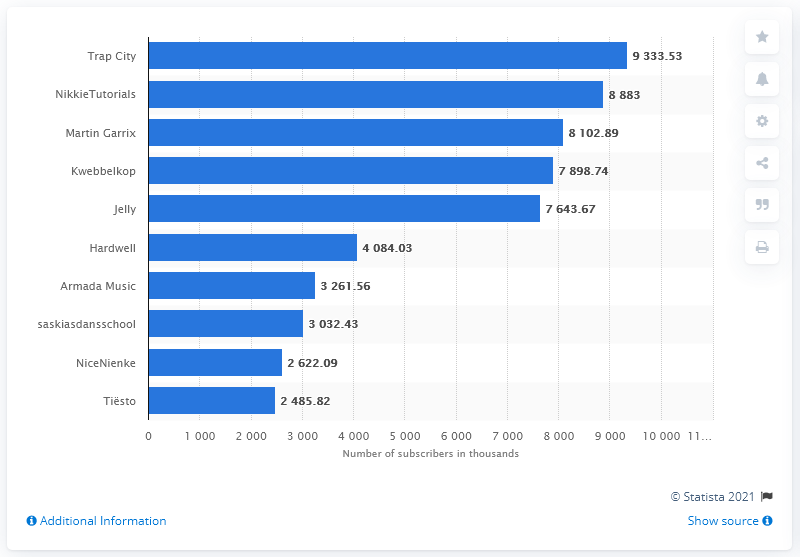 Trap City 9 333.53
NikkieTutorials 8 883
Martin Garrix 8 102.89
Kwebbelkop 7 898.74
Jelly 7 643.67
Hardwell 4 084.03
Armada Music 3 261.56
saskiasdansschool 3 032.43
NiceNienke 2 622.09
Tiësto 2 485.82
0 1 000 2 000 3 000 4 000 5 000 6 000 7 000 8 000 9 000 10 000 11…
Number of subscribers in thousands
© Statista 2021
Additional Information Show source